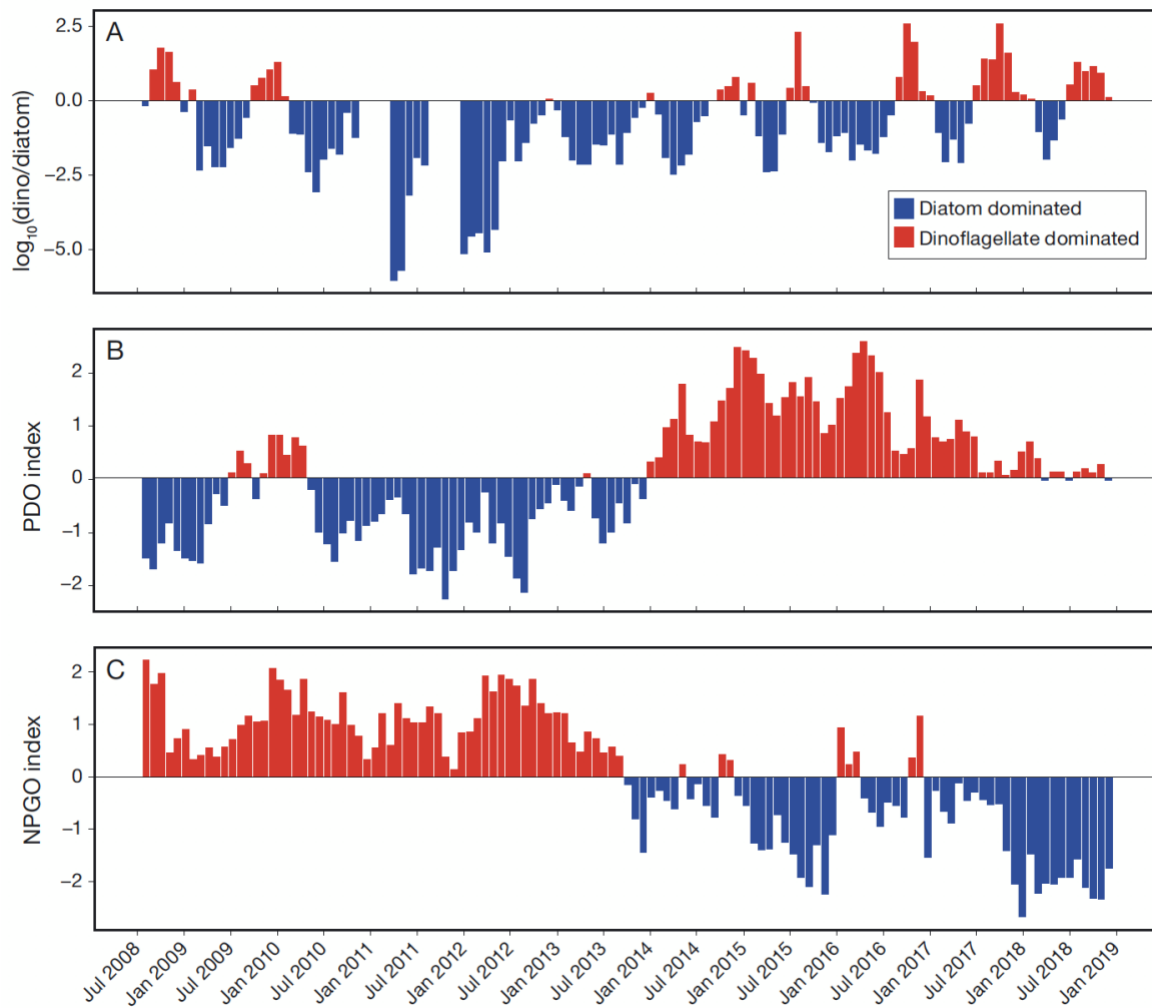 A
2.5
0.0
−2.5
−5.0
log₁₀(dino/diatom)
Diatom dominated
Dinoflagellate dominated
B
2
1
0
−1
−2
PDO index
C
2
1
0
−1
−2
NPGO index
Jul 2008
Jan 2009
Jul 2009
Jan 2010
Jul 2010
Jan 2011
Jul 2011
Jan 2012
Jul 2012
Jan 2013
Jul 2013
Jan 2014
Jul 2014
Jan 2015
Jul 2015
Jan 2016
Jul 2016
Jan 2017
Jul 2017
Jan 2018
Jul 2018
Jan 2019